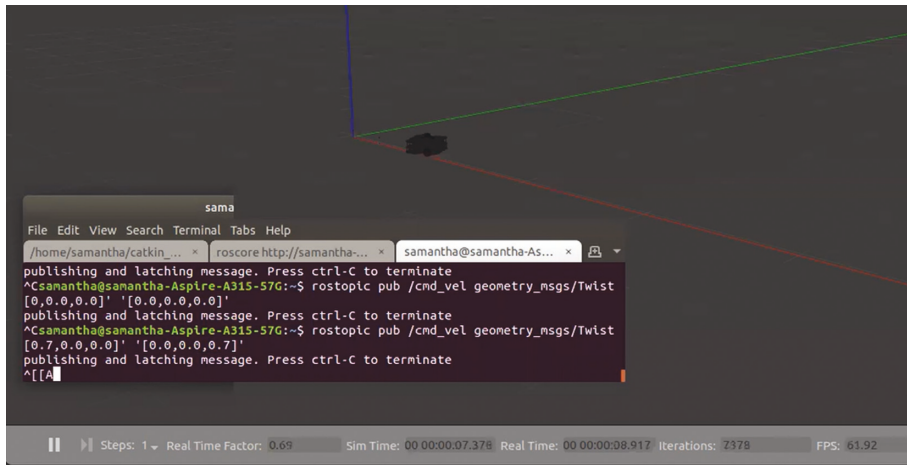 sama
File Edit View Search Terminal Tabs Help
/home/samantha/catkin_... × roscore http://samantha-... × samantha@samantha-As... ×
publishing and latching message. Press ctrl-C to terminate
^Csamantha@samantha-Aspire-A315-57G:~$ rostopic pub /cmd_vel geometry_msgs/Twist
[0,0.0,0.0]' '[0.0,0.0,0.0]'
publishing and latching message. Press ctrl-C to terminate
^Csamantha@samantha-Aspire-A315-57G:~$ rostopic pub /cmd_vel geometry_msgs/Twist
[0.7,0.0,0.0]' '[0.0,0.0,0.7]'
publishing and latching message. Press ctrl-C to terminate
^[[A
Steps: 1 Real Time Factor: 0.69 Sim Time: 00 00:00:07.378 Real Time: 00 00:00:08.917 Iterations: 7378 FPS: 61.92